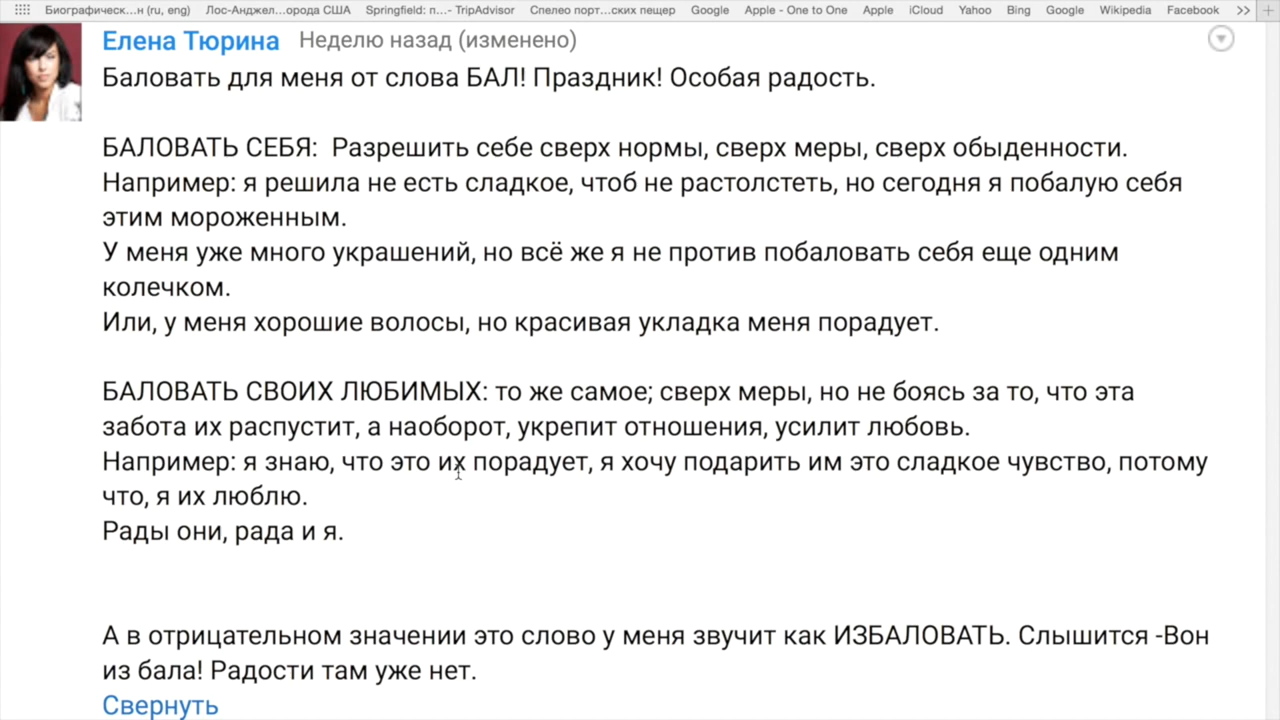 Биографическ...н (ru, eng) Лос-Анджел...орода США Springfield: п...- TripAdvisor Спелео порт...ских пещер Google Apple - One to One Apple iCloud Yahoo Bing Google Wikipedia Facebook
Елена Тюрина Неделю назад (изменено)
Баловать для меня от слова БАЛ! Праздник! Особая радость.
БАЛОВАТЬ СЕБЯ: Разрешить себе сверх нормы, сверх меры, сверх обыденности.
Например: я решила не есть сладкое, чтоб не растолстеть, но сегодня я побалую себя
этим мороженным.
У меня уже много украшений, но всё же я не против побаловать себя еще одним
колечком.
Или, у меня хорошие волосы, но красивая укладка меня порадует.
БАЛОВАТЬ СВОИХ ЛЮБИМЫХ: то же самое; сверх меры, но не боясь за то, что эта
забота их распустит, а наоборот, укрепит отношения, усилит любовь.
Например: я знаю, что это их порадует, я хочу подарить им это сладкое чувство, потому
что, я их люблю.
Рады они, рада и я.
А в отрицательном значении это слово у меня звучит как ИЗБАЛОВАТЬ. Слышится -Вон
из бала! Радости там уже нет.
Свернуть